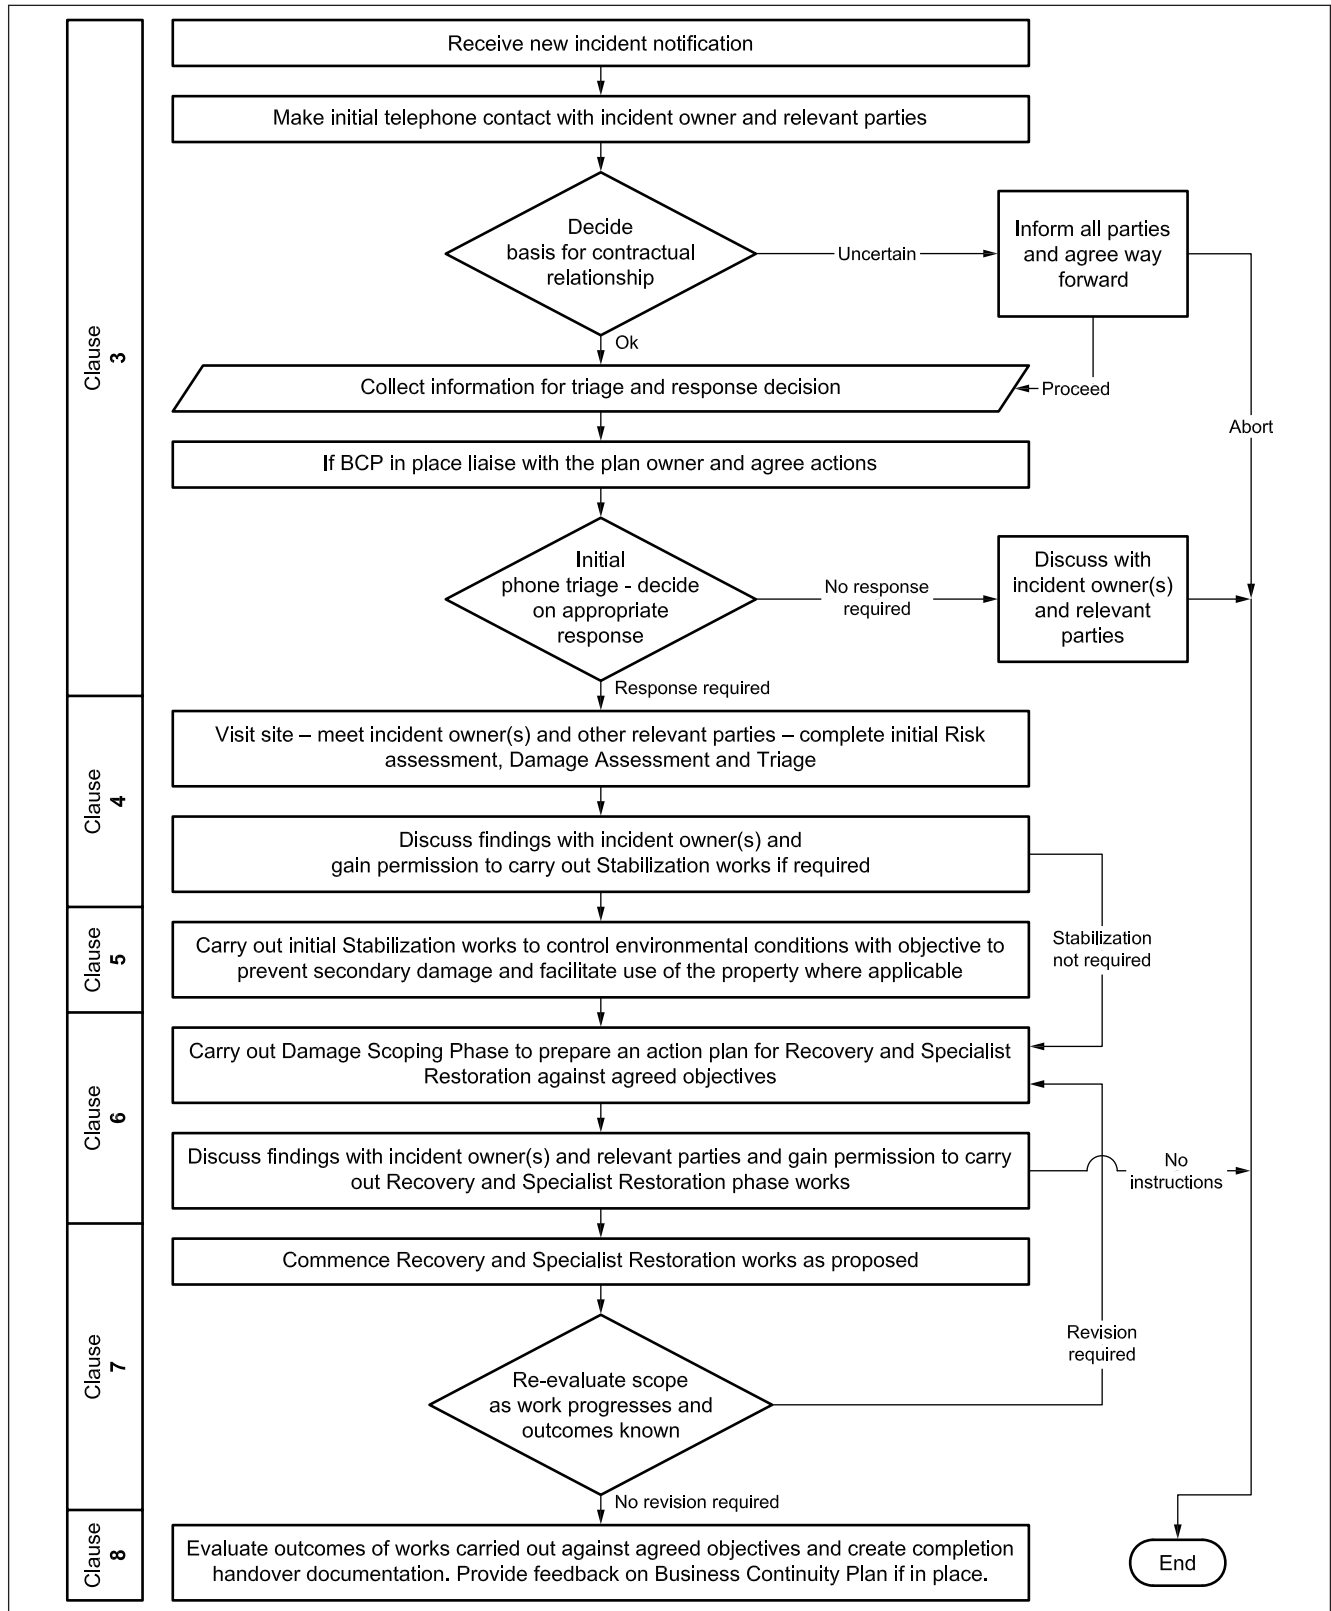 Clause
3
Receive new incident notification
Make initial telephone contact with incident owner and relevant parties
Decide
basis for contractual
relationship
Uncertain
Inform all parties
and agree way
forward
Ok
Collect information for triage and response decision
Proceed
Abort
If BCP in place liaise with the plan owner and agree actions
Initial
phone triage - decide
on appropriate
response
No response
required
Discuss with
incident owner(s)
and relevant
parties
Response required
Clause
4
Visit site – meet incident owner(s) and other relevant parties – complete initial Risk
assessment, Damage Assessment and Triage
Discuss findings with incident owner(s) and
gain permission to carry out Stabilization works if required
Stabilization
not required
Clause
5
Carry out initial Stabilization works to control environmental conditions with objective to
prevent secondary damage and facilitate use of the property where applicable
Clause
6
Carry out Damage Scoping Phase to prepare an action plan for Recovery and Specialist
Restoration against agreed objectives
Discuss findings with incident owner(s) and relevant parties and gain permission to carry
out Recovery and Specialist Restoration phase works
No
instructions
Clause
7
Commence Recovery and Specialist Restoration works as proposed
Re-evaluate scope
as work progresses and
outcomes known
Revision
required
No revision required
Clause
8
Evaluate outcomes of works carried out against agreed objectives and create completion
handover documentation. Provide feedback on Business Continuity Plan if in place.
End